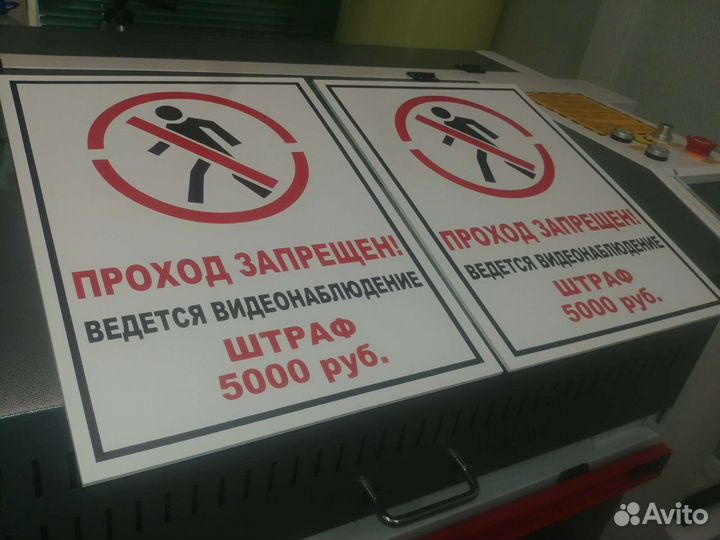 ПРОХОД ЗАПРЕЩЕН!
ВЕДЕТСЯ ВИДЕОНАБЛЮДЕНИЕ
ШТРАФ
5000 руб.
ПРОХОД ЗАПРЕЩЕН!
ВЕДЕТСЯ ВИДЕОНАБЛЮДЕНИЕ
ШТРАФ
5000 руб.
Avito